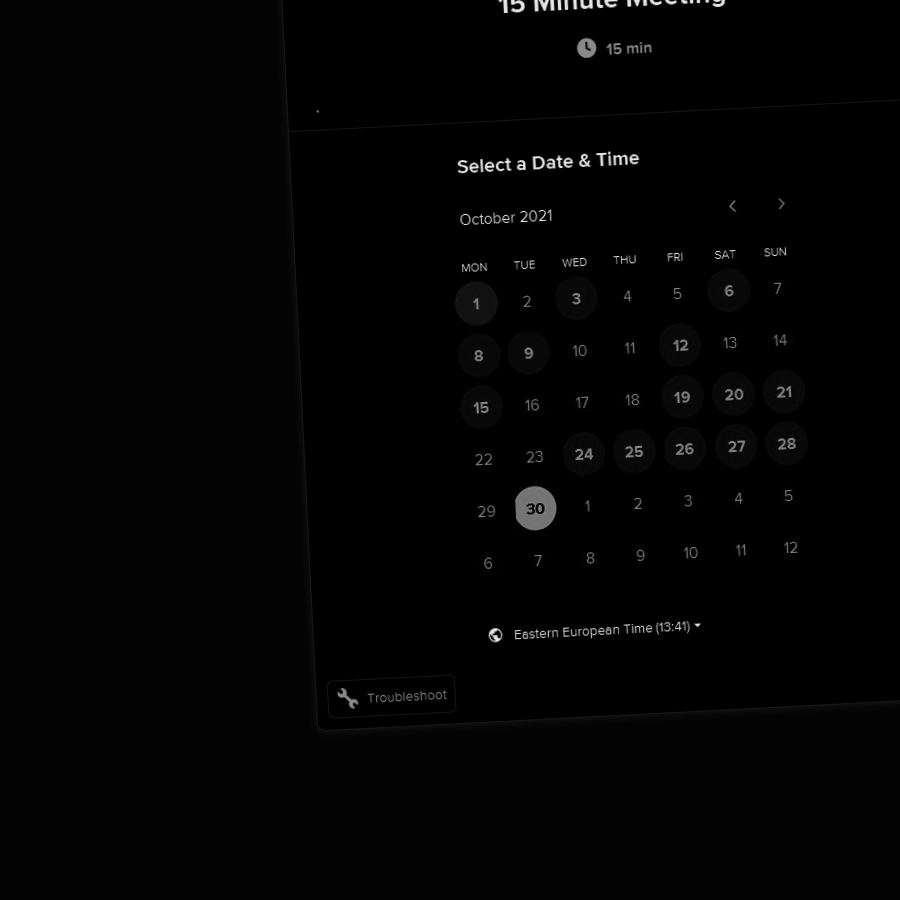 15 Minute Meeting
15 min
Select a Date & Time
October 2021
MON TUE WED THU FRI SAT SUN
1 2 3 4 5 6 7
8 9 10 11 12 13 14
15 16 17 18 19 20 21
22 23 24 25 26 27 28
29 30 1 2 3 4 5
6 7 8 9 10 11 12
Eastern European Time (13:41)
Troubleshoot